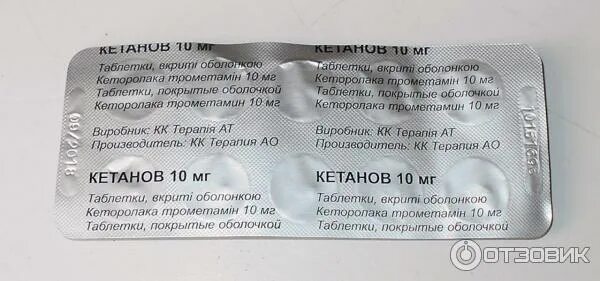 КЕТАНОВ 10 мг
Таблетки, вкриті оболонкою
Кеторолака трометамін 10 мг
Таблетки, покрытые оболочкой
Кеторолака трометамин 10 мг
КЕТАНОВ 10 мг
Таблетки, вкриті оболонкою
Кеторолака трометамін 10 мг
Таблетки, покрытые оболочкой
Кеторолака трометамин 10 мг
Виробник: КК Терапія АТ
Производитель: КК Терапия АО
Виробник: КК Терапія АТ
Производитель: КК Терапия АО
КЕТАНОВ 10 мг
Таблетки, вкриті оболонкою
Кеторолака трометамін 10 мг
Таблетки, покрытые оболочкой
КЕТАНОВ 10 мг
Таблетки, вкриті оболонкою
Кеторолака трометамін 10 мг
Таблетки, покрытые оболочкой
09/2018
ОТЗОВИК